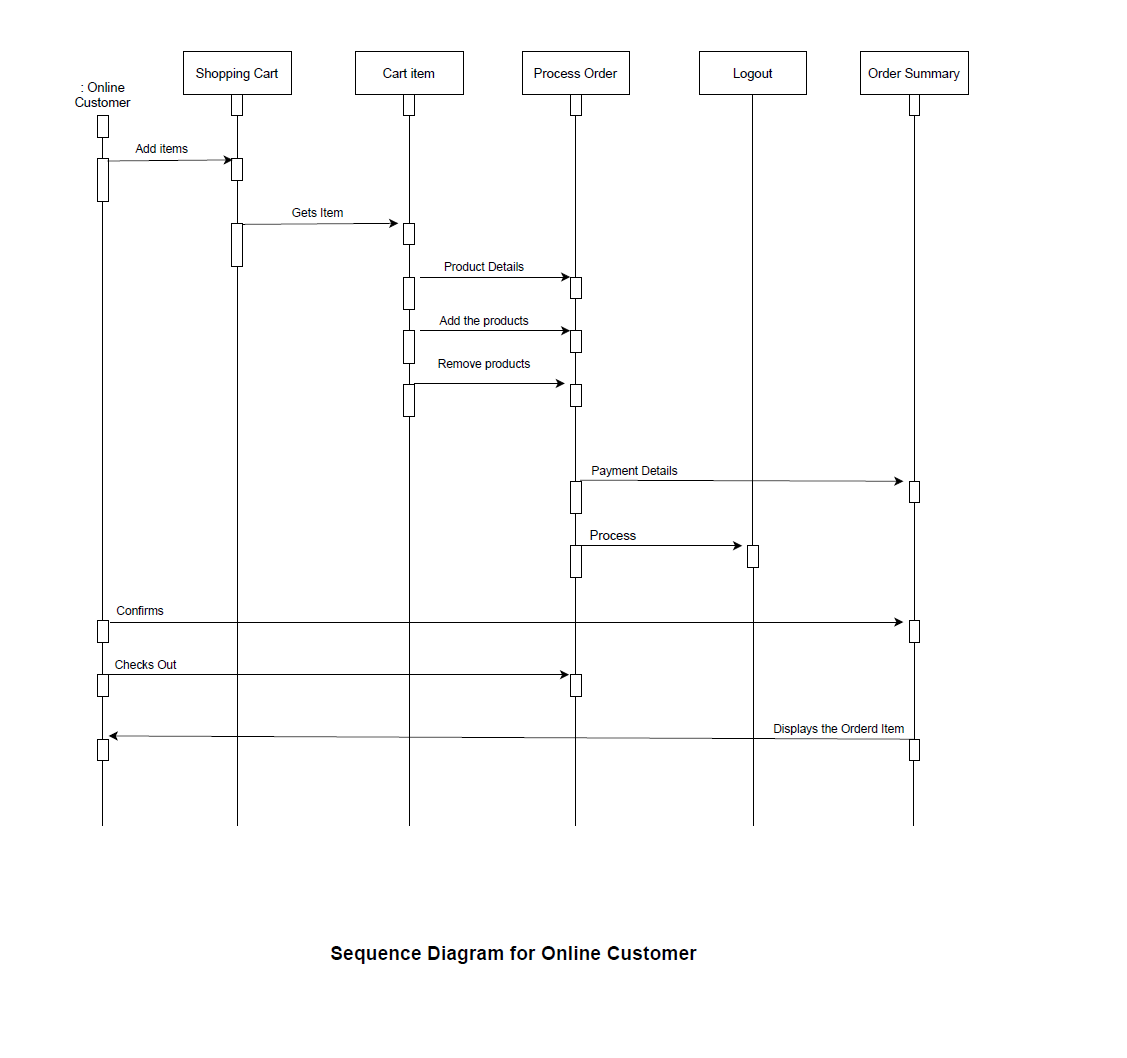 Shopping Cart
Cart item
Process Order
Logout
Order Summary
: Online
Customer
Add items
Gets Item
Product Details
Add the products
Remove products
Payment Details
Process
Confirms
Checks Out
Displays the Orderd Item
Sequence Diagram for Online Customer